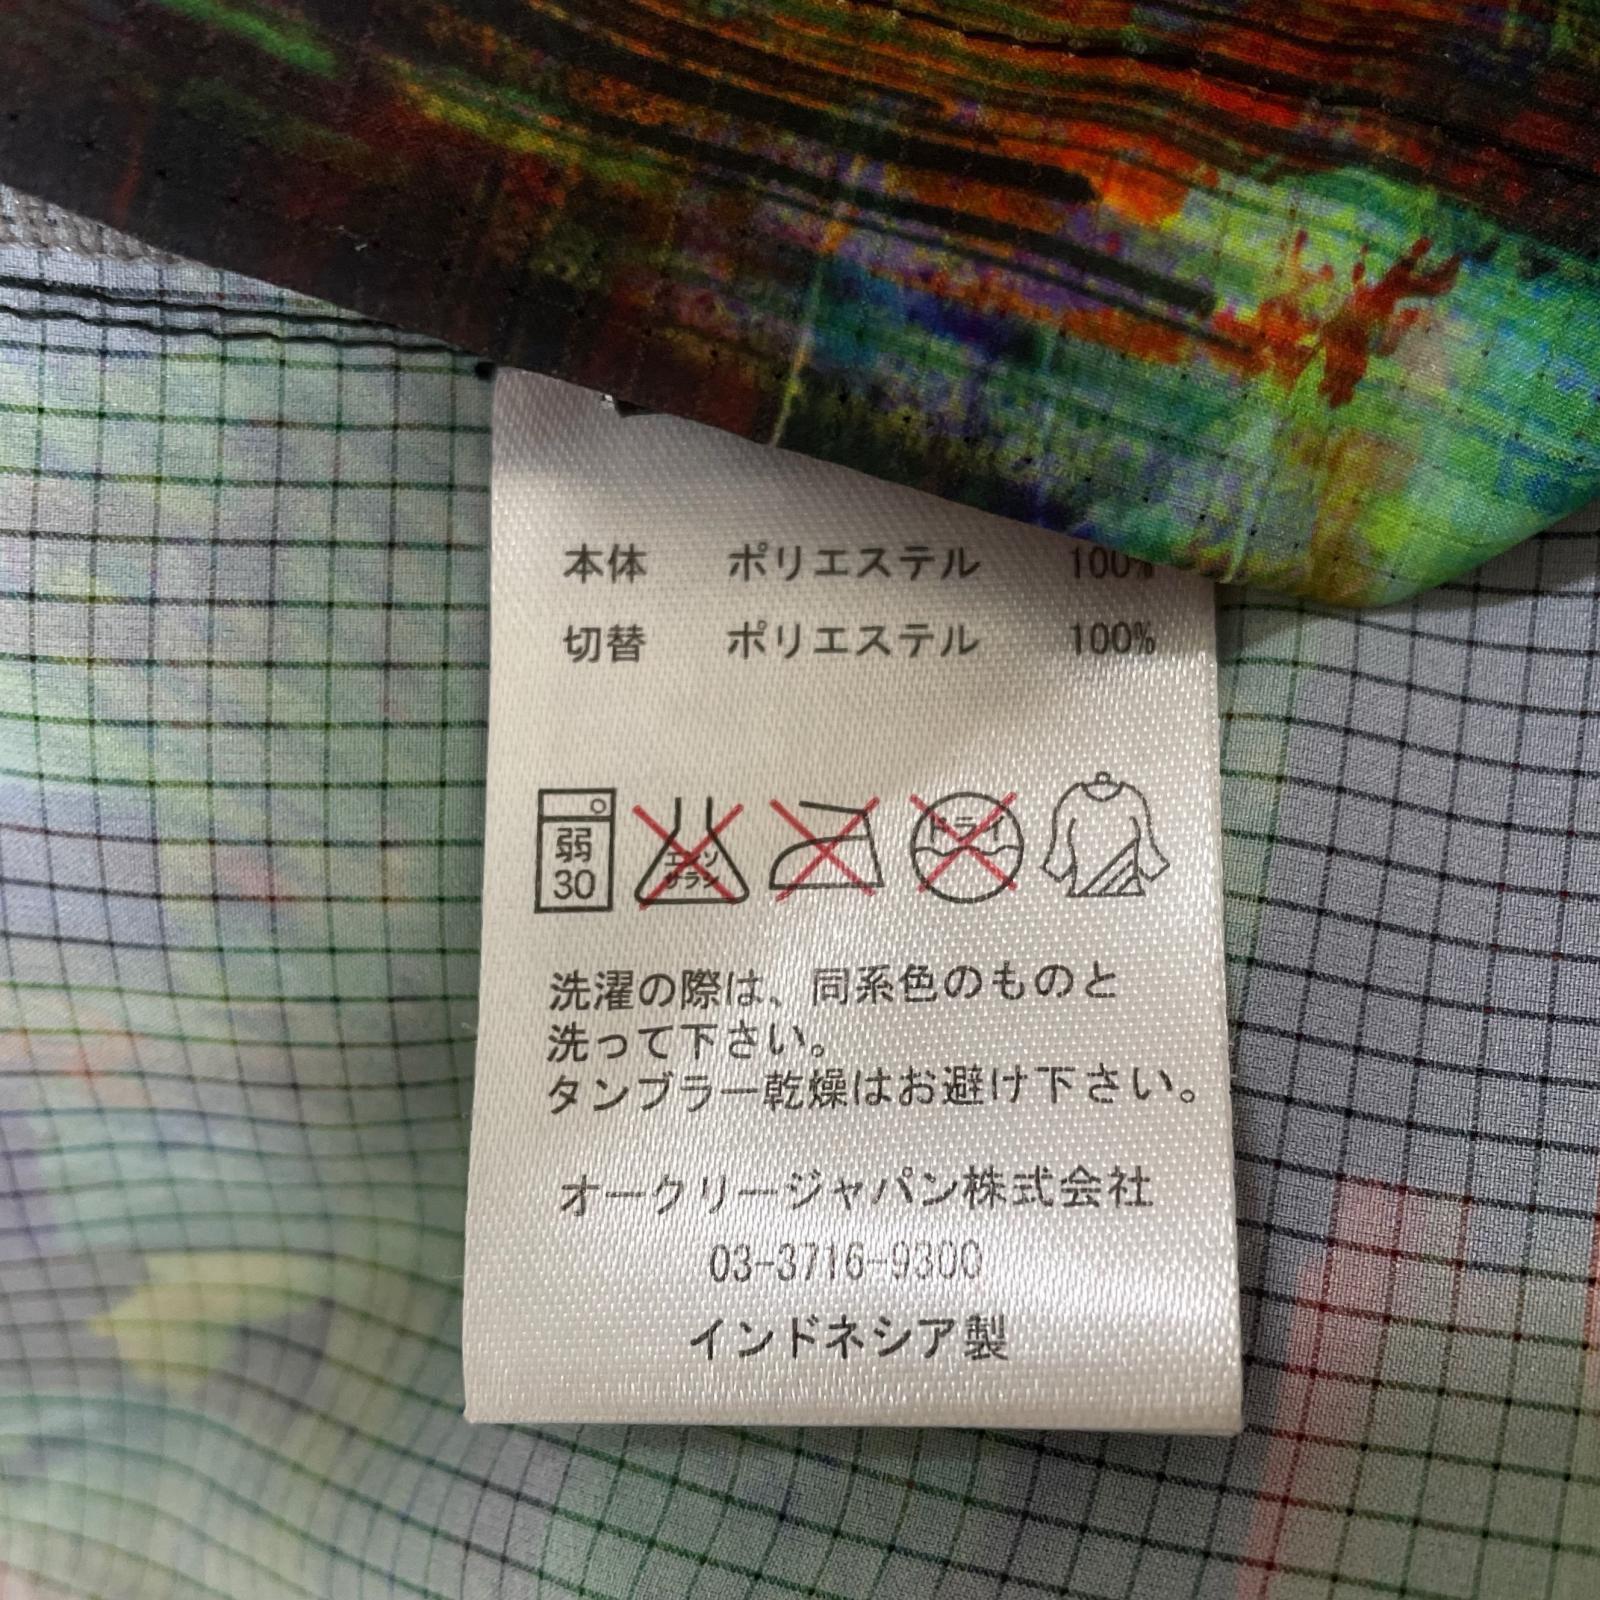 本体 ポリエステル 100%
切替 ポリエステル 100%
弱
30
エンソ
サラシ
ドライ
洗濯の際は、同系色のものと
洗って下さい。
タンブラー乾燥はお避け下さい。
オークリージャパン株式会社
03-3716-9300
インドネシア製